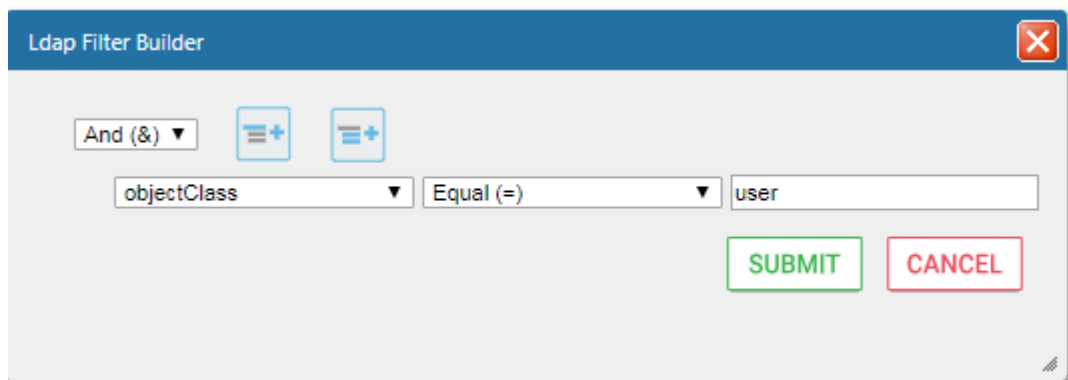 Ldap Filter Builder
And (&)
objectClass Equal (=) user
SUBMIT CANCEL